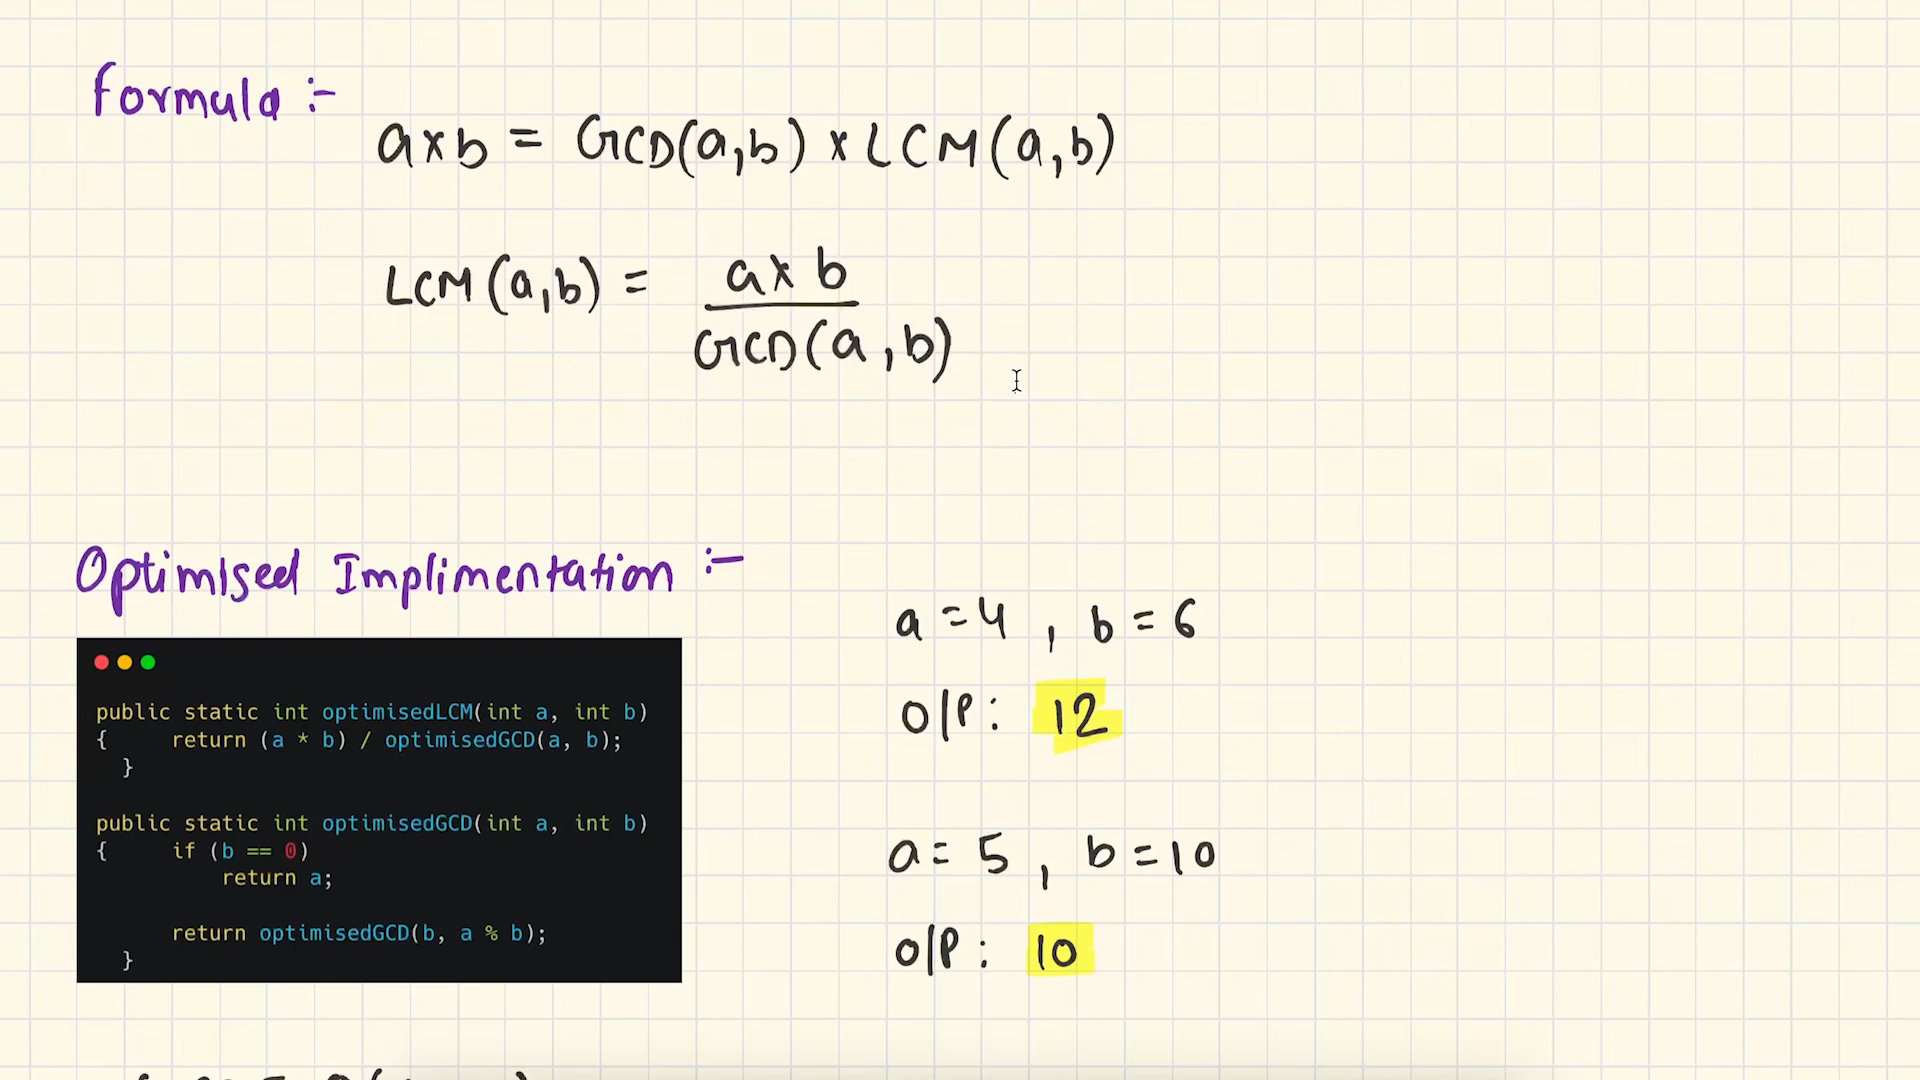 formula :-
a x b = GCD(a,b) x LCM(a,b)
LCM(a,b) = a x b
GCD(a,b)
Optimised Implimentation :-
public static int optimisedLCM(int a, int b)
{ return (a * b) / optimisedGCD(a, b);
}
public static int optimisedGCD(int a, int b)
{ if (b == 0)
return a;
return optimisedGCD(b, a % b);
}
a = 4 , b = 6
O/P : 12
a = 5 , b = 10
O/P : 10